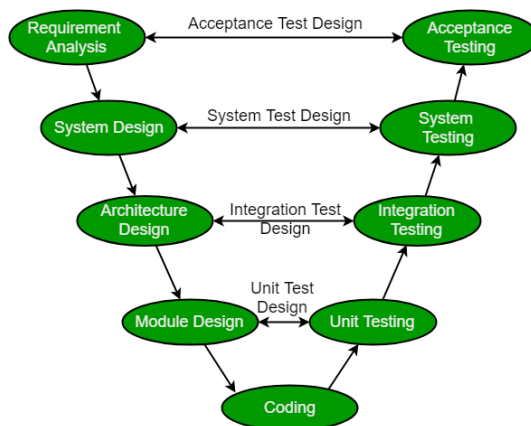 Requirement
Analysis
Acceptance Test Design
Acceptance
Testing
System Design
System Test Design
System
Testing
Architecture
Design
Integration Test
Design
Integration
Testing
Module Design
Unit Test
Design
Unit Testing
Coding